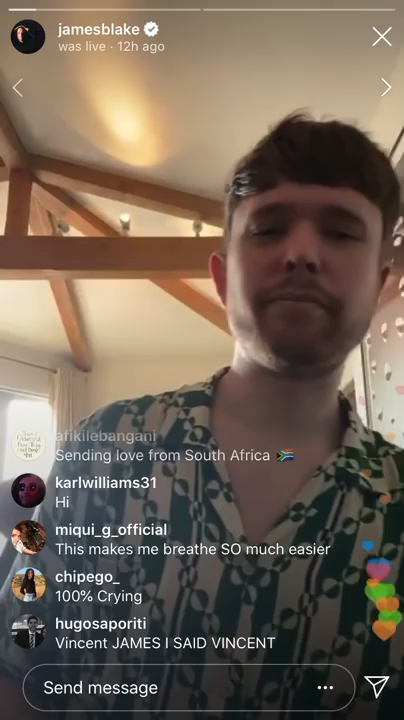 jamesblake
was live · 12h ago
afikilebangani
Sending love from South Africa 🇿🇦
karlwilliams31
Hi
miqui_g_official
This makes me breathe SO much easier
chipego_
100% Crying
hugosaporiti
Vincent JAMES I SAID VINCENT
Send message